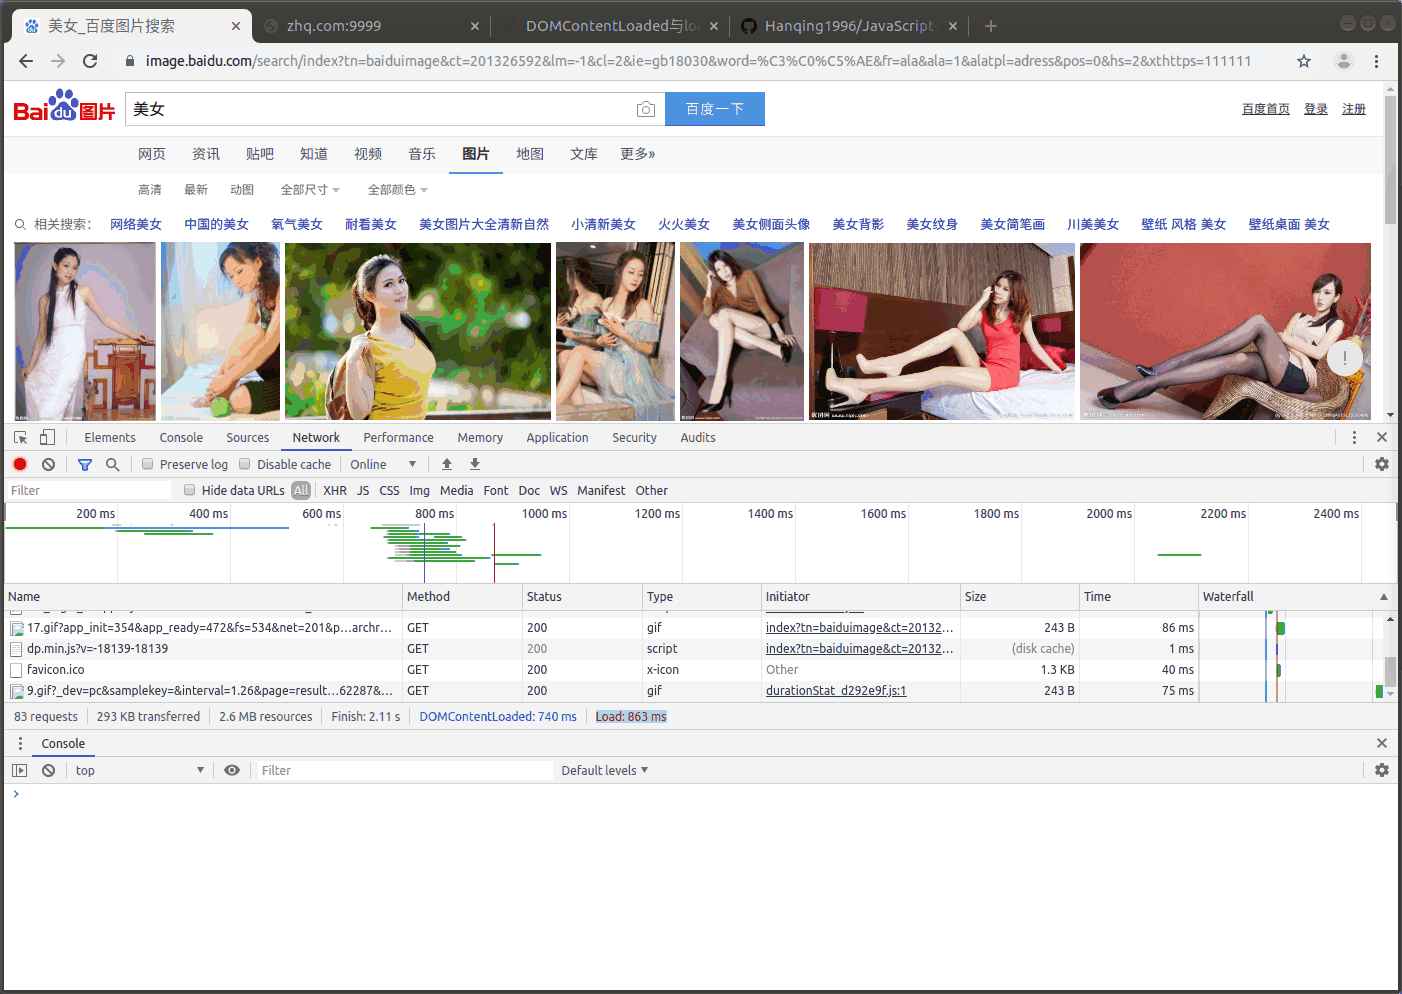 美女_百度图片搜索
zhq.com:9999
DOMContentLoaded与lo
Hanqing1996/JavaScript-
image.baidu.com/search/index?tn=baiduimage&ct=201326592&lm=-1&cl=2&ie=gb18030&word=%C3%C0%C5%AE&fr=ala&ala=1&alatpl=adress&pos=0&hs=2&xthttps=111111
Bai du 图片 美女 百度一下 百度首页 登录 注册
网页 资讯 贴吧 知道 视频 音乐 图片 地图 文库 更多»
高清 最新 动图 全部尺寸 全部颜色
相关搜索: 网络美女 中国的美女 氧气美女 耐看美女 美女图片大全清新自然 小清新美女 火火美女 美女侧面头像 美女背影 美女纹身 美女简笔画 川美美女 壁纸 风格 美女 壁纸桌面 美女
Elements Console Sources Network Performance Memory Application Security Audits
Preserve log Disable cache Online
Filter Hide data URLs All XHR JS CSS Img Media Font Doc WS Manifest Other
200 ms 400 ms 600 ms 800 ms 1000 ms 1200 ms 1400 ms 1600 ms 1800 ms 2000 ms 2200 ms 2400 ms
Name Method Status Type Initiator Size Time Waterfall
17.gif?app_init=354&app_ready=472&fs=534&net=201&p…archr… GET 200 gif index?tn=baiduimage&ct=20132… 243 B 86 ms
dp.min.js?v=-18139-18139 GET 200 script index?tn=baiduimage&ct=20132… (disk cache) 1 ms
favicon.ico GET 200 x-icon Other 1.3 KB 40 ms
9.gif?_dev=pc&samplekey=&interval=1.26&page=result…62287&… GET 200 gif durationStat_d292e9f.js:1 243 B 75 ms
83 requests 293 KB transferred 2.6 MB resources Finish: 2.11 s DOMContentLoaded: 740 ms Load: 863 ms
Console
top Filter Default levels